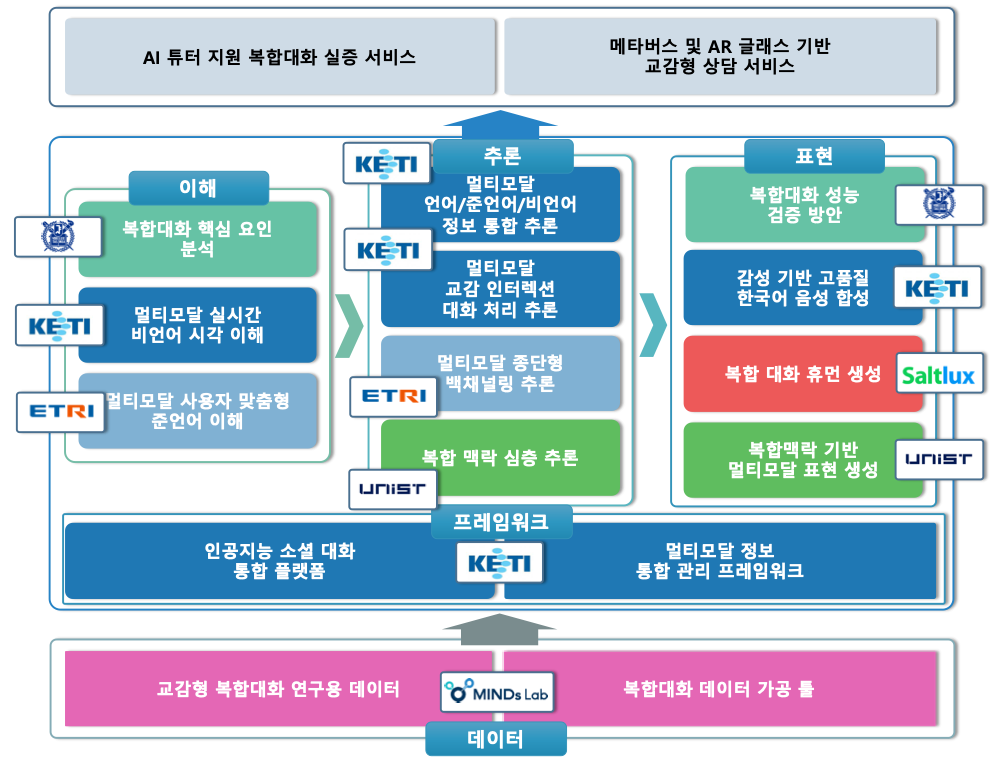 AI 튜터 지원 복합대화 실증 서비스
메타버스 및 AR 글래스 기반
교감형 상담 서비스
이해
복합대화 핵심 요인
분석
KETI
멀티모달 실시간
비언어 시각 이해
ETRI
멀티모달 사용자 맞춤형
준언어 이해
추론
KETI
멀티모달
언어/준언어/비언어
정보 통합 추론
KETI
멀티모달
교감 인터렉션
대화 처리 추론
ETRI
멀티모달 종단형
백채널링 추론
UNIST
복합 맥락 심층 추론
표현
복합대화 성능
검증 방안
감성 기반 고품질
한국어 음성 합성
KETI
복합 대화 휴먼 생성
Saltlux
복합맥락 기반
멀티모달 표현 생성
UNIST
프레임워크
인공지능 소셜 대화
통합 플랫폼
KETI
멀티모달 정보
통합 관리 프레임워크
교감형 복합대화 연구용 데이터
MINDs Lab
복합대화 데이터 가공 툴
데이터